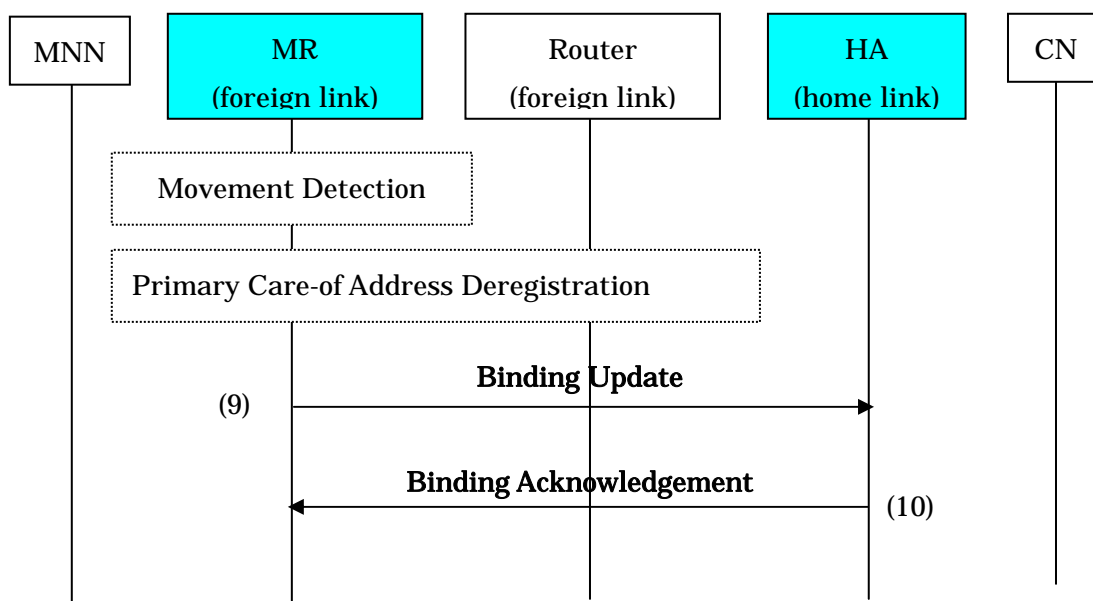 MNN
MR
(foreign link)
Router
(foreign link)
HA
(home link)
CN
Movement Detection
Primary Care-of Address Deregistration
Binding Update
(9)
Binding Acknowledgement
(10)